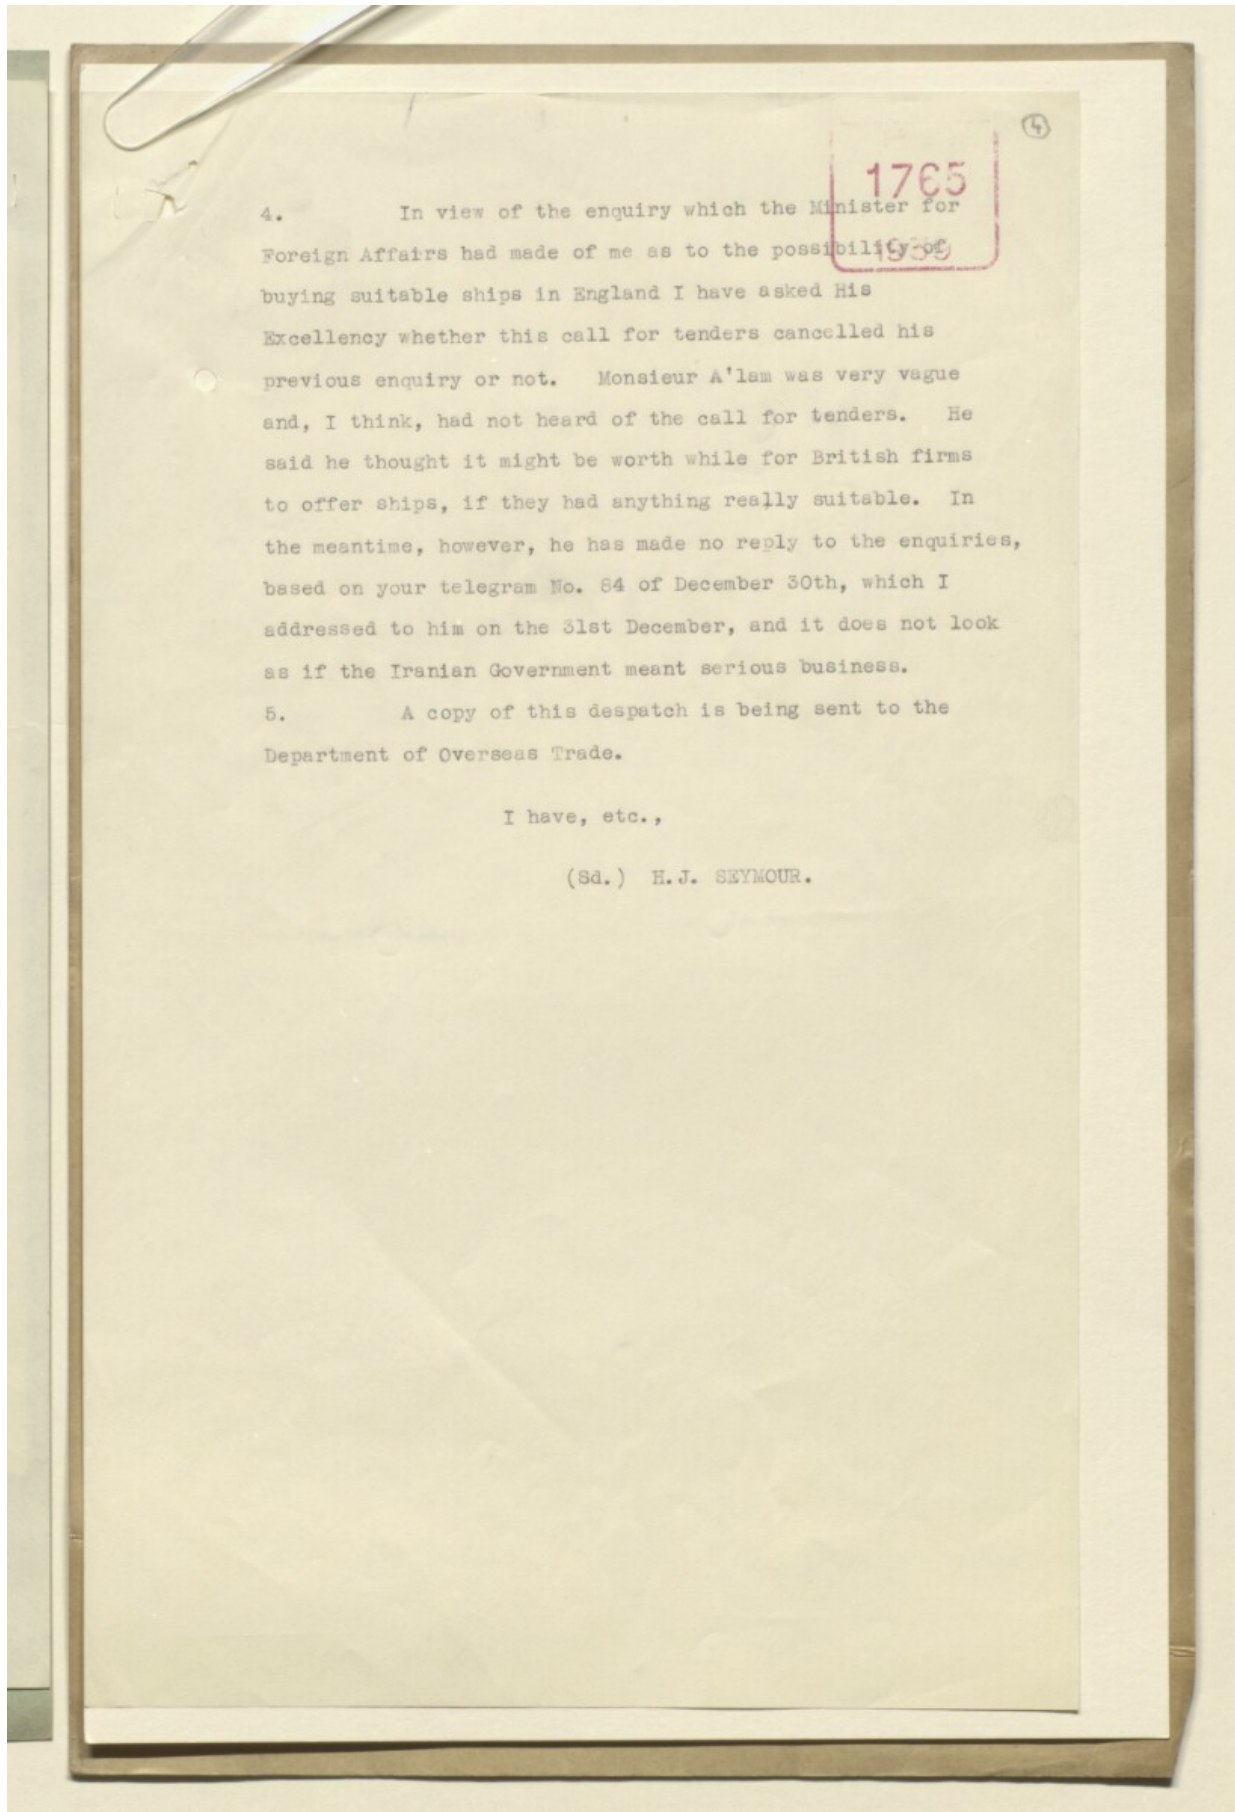 4
1765
1939
4. In view of the enquiry which the Minister for
Foreign Affairs had made of me as to the possibility of
buying suitable ships in England I have asked His
Excellency whether this call for tenders cancelled his
previous enquiry or not. Monsieur A'lam was very vague
and, I think, had not heard of the call for tenders. He
said he thought it might be worth while for British firms
to offer ships, if they had anything really suitable. In
the meantime, however, he has made no reply to the enquiries,
based on your telegram No. 84 of December 30th, which I
addressed to him on the 31st December, and it does not look
as if the Iranian Government meant serious business.
5. A copy of this despatch is being sent to the
Department of Overseas Trade.
I have, etc.,
(Sd.) H.J. SEYMOUR.